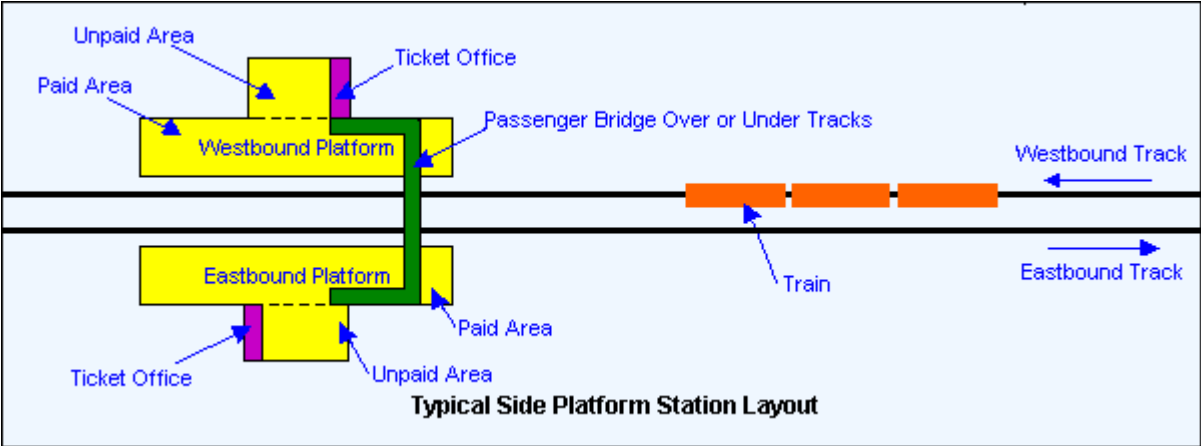 Unpaid Area
Ticket Office
Paid Area
Passenger Bridge Over or Under Tracks
Westbound Platform
Westbound Track
Eastbound Platform
Eastbound Track
Train
Paid Area
Ticket Office
Unpaid Area
Typical Side Platform Station Layout